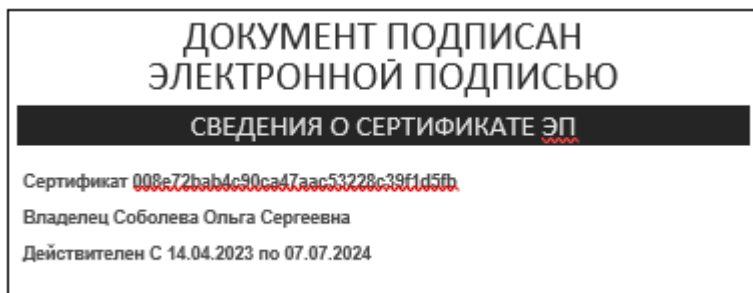 ДОКУМЕНТ ПОДПИСАН
ЭЛЕКТРОННОЙ ПОДПИСЬЮ
СВЕДЕНИЯ О СЕРТИФИКАТЕ ЭП
Сертификат 008e72bab4c90ca47aac53228c39f1d5fb
Владелец Соболева Ольга Сергеевна
Действителен С 14.04.2023 по 07.07.2024